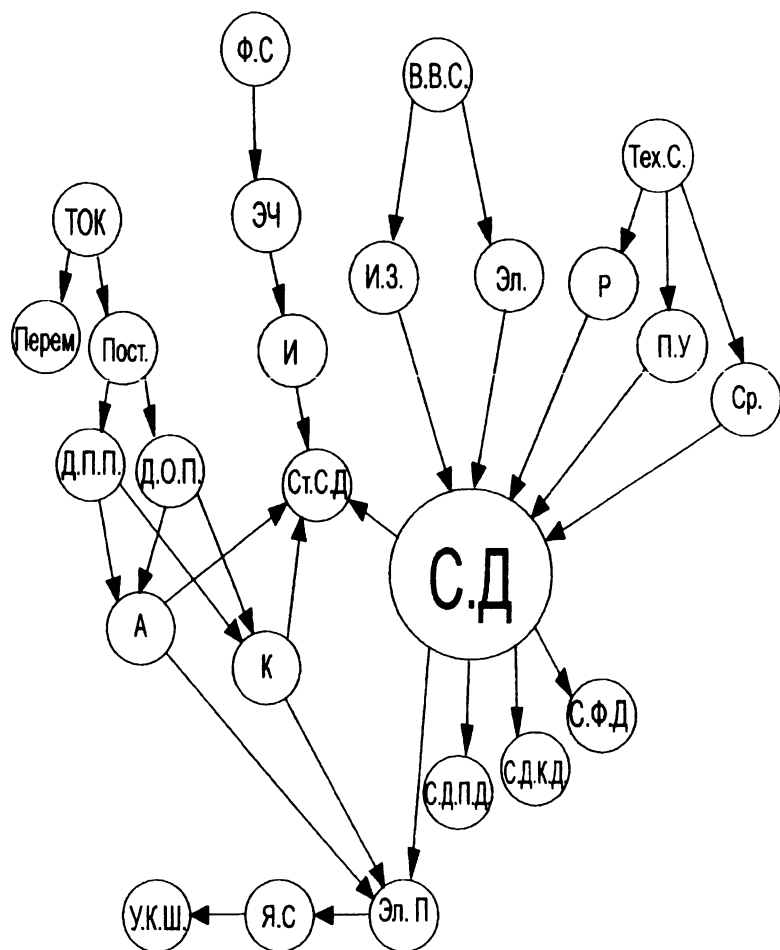 Ф.С
В.В.С.
Тех.С.
ТОК
ЭЧ
И.З.
Эл.
Р
Перем
Пост.
И
П.У
Ср.
Д.П.П.
Д.О.П.
Ст.С.Д
С.Д
А
К
С.Ф.Д
С.Д.П.Д.
С.Д.К.Д.
У.К.Ш.
Я.С
Эл. П